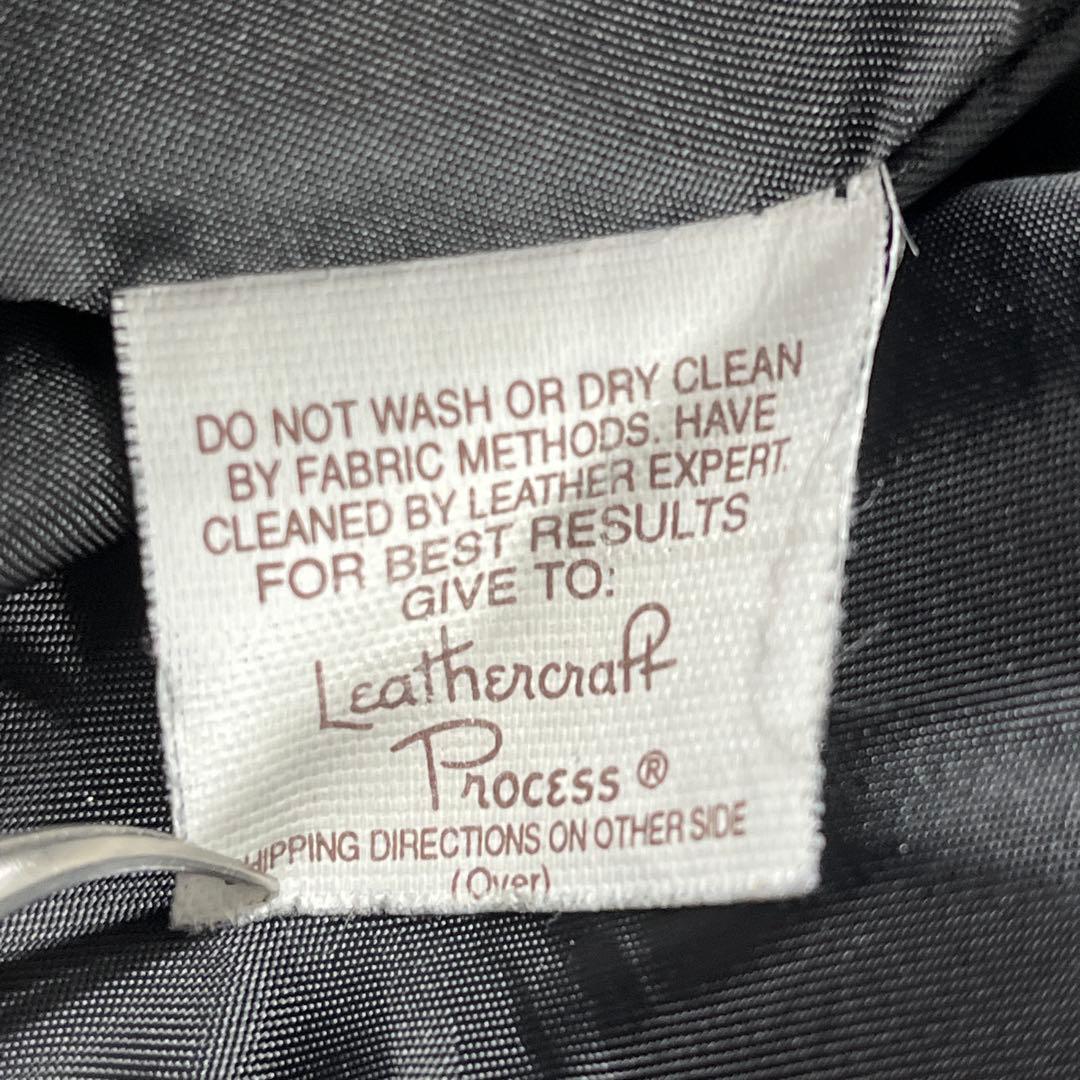 DO NOT WASH OR DRY CLEAN
BY FABRIC METHODS. HAVE
CLEANED BY LEATHER EXPERT.
FOR BEST RESULTS
GIVE TO:
Leathercraft
Process ®
HIPPING DIRECTIONS ON OTHER SIDE
(Over)